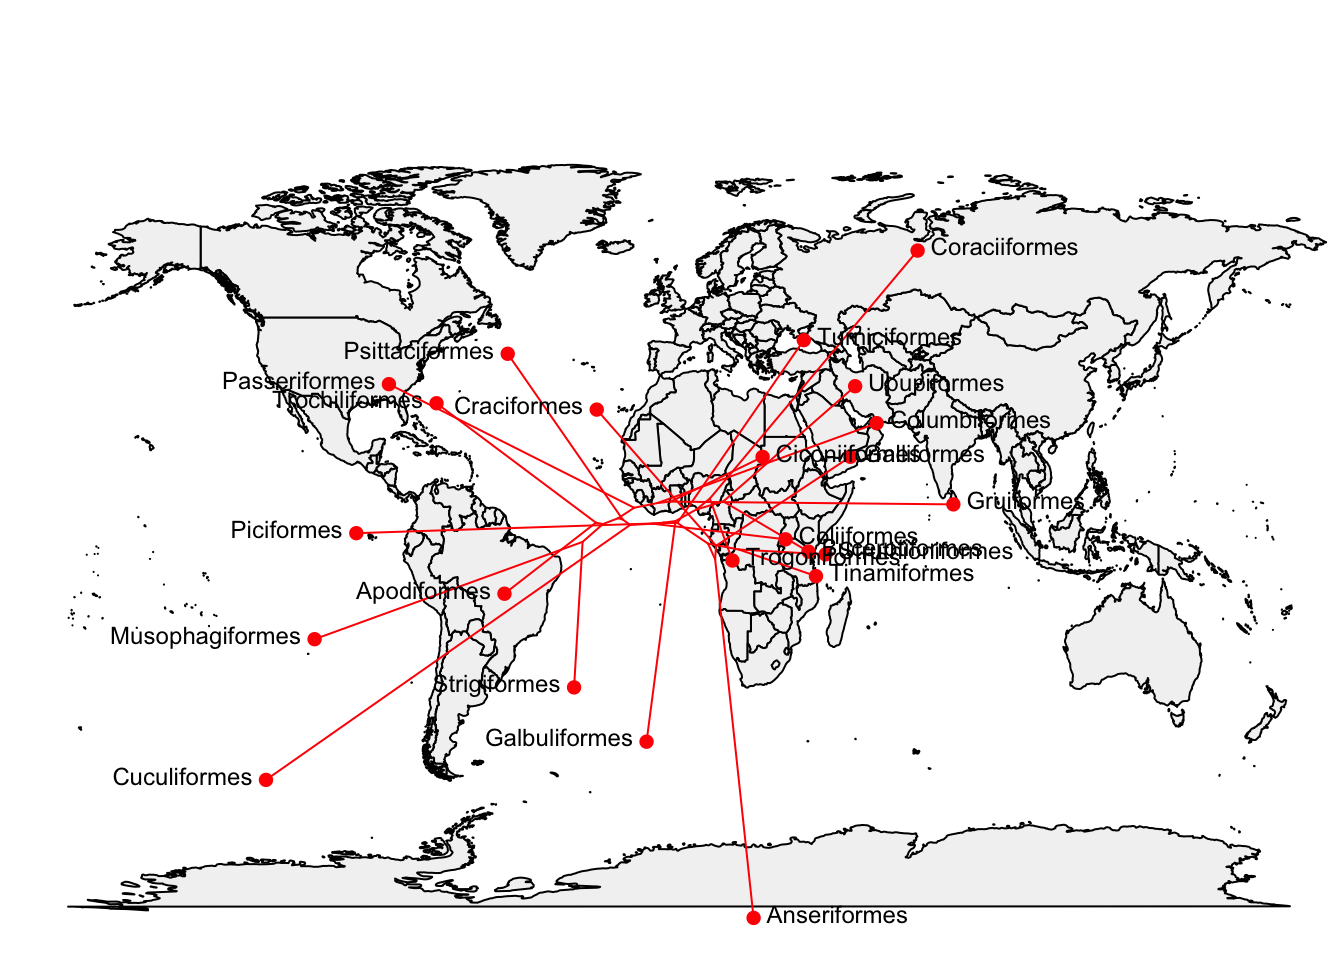 Coraciiformes
Turniciformes
Psittaciformes
Passeriformes
Upupiformes
Trochiliformes
Craciformes
Columbiformes
Ciconiiformes
Galliformes
Gruiformes
Piciformes
Coliiformes
Bucerotiformes
Trogoniformes
Tinamiformes
Apodiformes
Musophagiformes
Strigiformes
Galbuliformes
Cuculiformes
Anseriformes